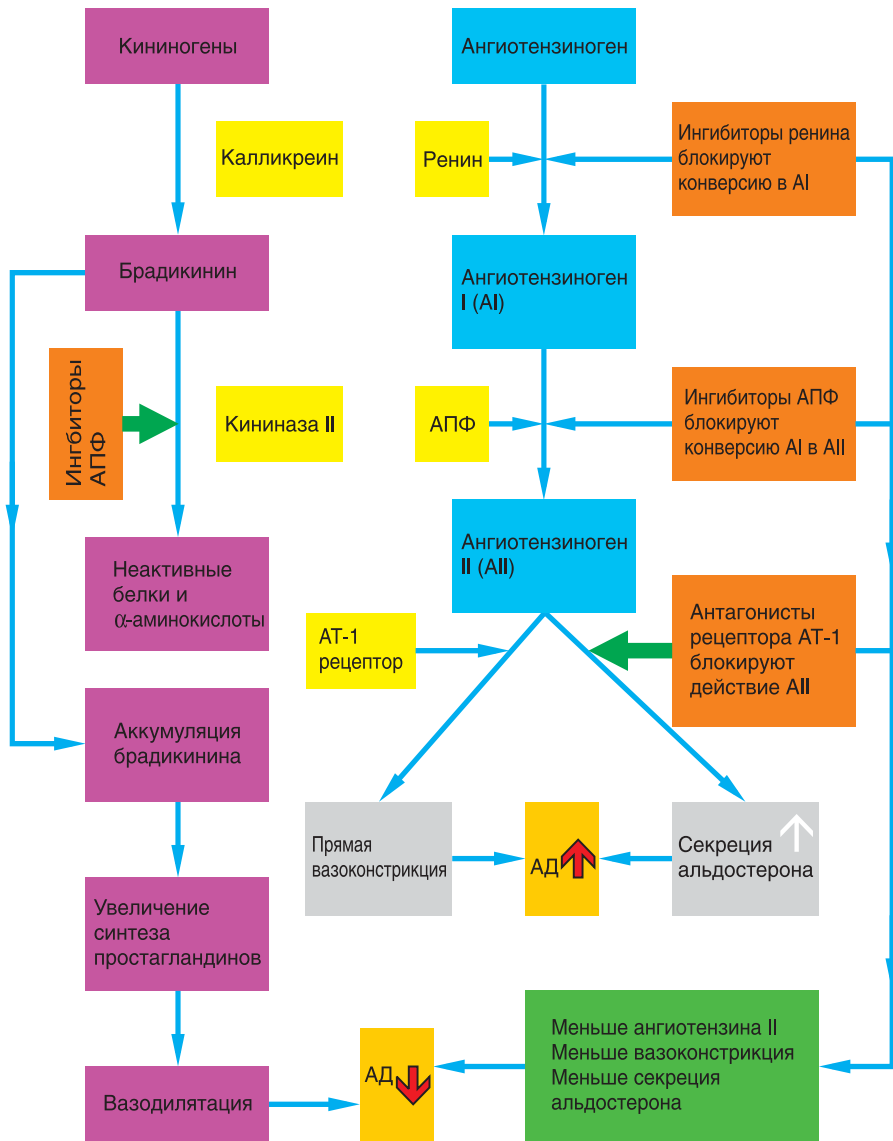 Кининогены
Ангиотензиноген
Калликреин
Ренин
Ингибиторы ренина
блокируют
конверсию в AI
Брадикинин
Ангиотензиноген
I (AI)
Ингбиторы
АПФ
Кининаза II
АПФ
Ингибиторы АПФ
блокируют
конверсию AI в AII
Неактивные
белки и
α-аминокислоты
Ангиотензиноген
II (AII)
АТ-1
рецептор
Антагонисты
рецептора АТ-1
блокируют
действие AII
Аккумуляция
брадикинина
Прямая
вазоконстрикция
АД
Секреция
альдостерона
Увеличение
синтеза
простагландинов
Вазодилятация
АД
Меньше ангиотензина II
Меньше вазоконстрикция
Меньше секреция
альдостерона